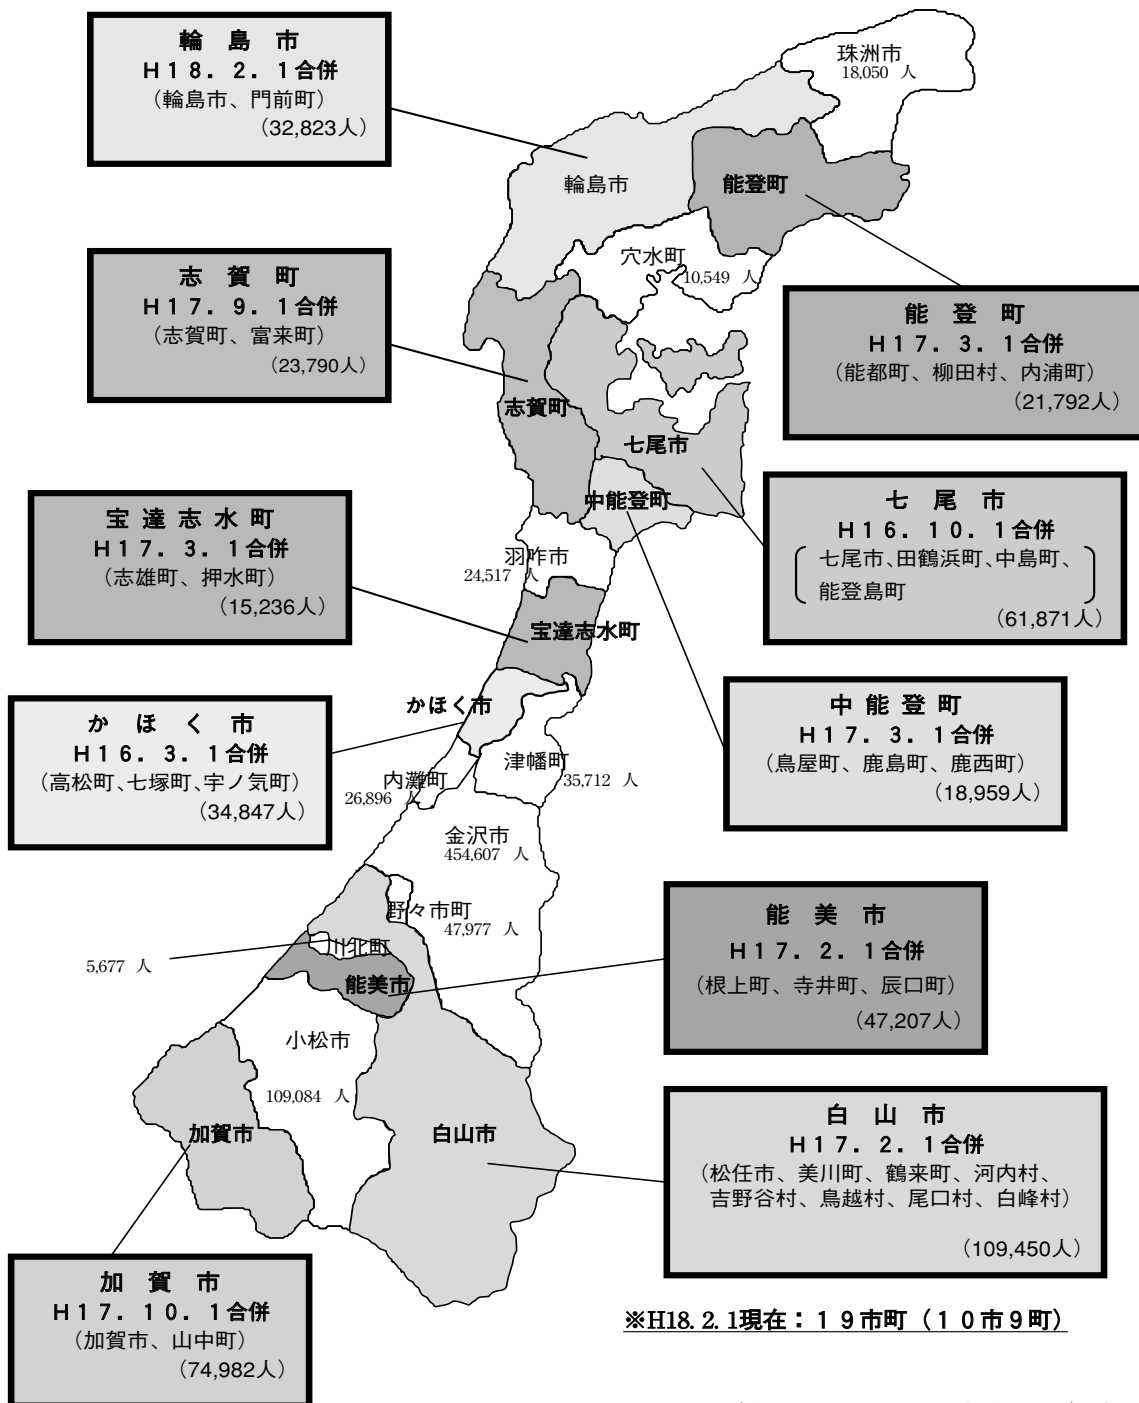 輪島市
H18．2．1合併
（輪島市、門前町）
（32,823人）
珠洲市
18,050 人
輪島市
能登町
穴水町
10,549 人
志賀町
H17．9．1合併
（志賀町、富来町）
（23,790人）
能登町
H17．3．1合併
（能都町、柳田村、内浦町）
（21,792人）
志賀町
七尾市
中能登町
七尾市
H16．10．1合併
七尾市、田鶴浜町、中島町、
能登島町
（61,871人）
宝達志水町
H17．3．1合併
（志雄町、押水町）
（15,236人）
羽咋市
24,517 人
宝達志水町
かほく市
かほく市
H16．3．1合併
（高松町、七塚町、宇ノ気町）
（34,847人）
中能登町
H17．3．1合併
（鳥屋町、鹿島町、鹿西町）
（18,959人）
津幡町
35,712 人
内灘町
26,896 人
金沢市
454,607 人
野々市町
47,977 人
川北町
5,677 人
能美市
能美市
H17．2．1合併
（根上町、寺井町、辰口町）
（47,207人）
小松市
109,084 人
加賀市
白山市
白山市
H17．2．1合併
（松任市、美川町、鶴来町、河内村、
吉野谷村、鳥越村、尾口村、白峰村）
（109,450人）
加賀市
H17．10．1合併
（加賀市、山中町）
（74,982人）
※H18.2.1現在：19市町（10市9町）